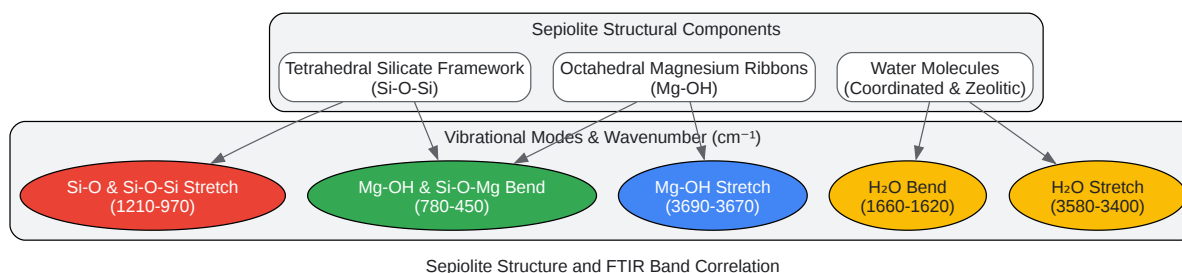 Sepiolite Structural Components
Tetrahedral Silicate Framework
(Si-O-Si)
Octahedral Magnesium Ribbons
(Mg-OH)
Water Molecules
(Coordinated & Zeolitic)
Vibrational Modes & Wavenumber (cm⁻¹)
Si-O & Si-O-Si Stretch
(1210-970)
Mg-OH & Si-O-Mg Bend
(780-450)
Mg-OH Stretch
(3690-3670)
H₂O Bend
(1660-1620)
H₂O Stretch
(3580-3400)
Sepiolite Structure and FTIR Band Correlation